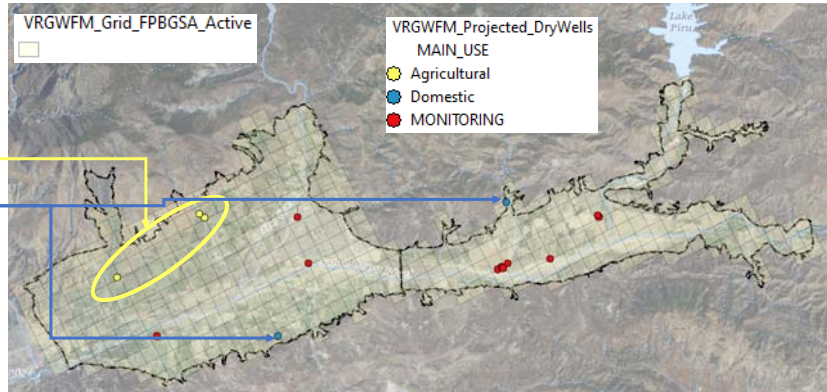 VRGWFM_Grid_FPBGSA_Active
VRGWFM_Projected_DryWells
MAIN_USE
Agricultural
Domestic
MONITORING
Lake
Piru